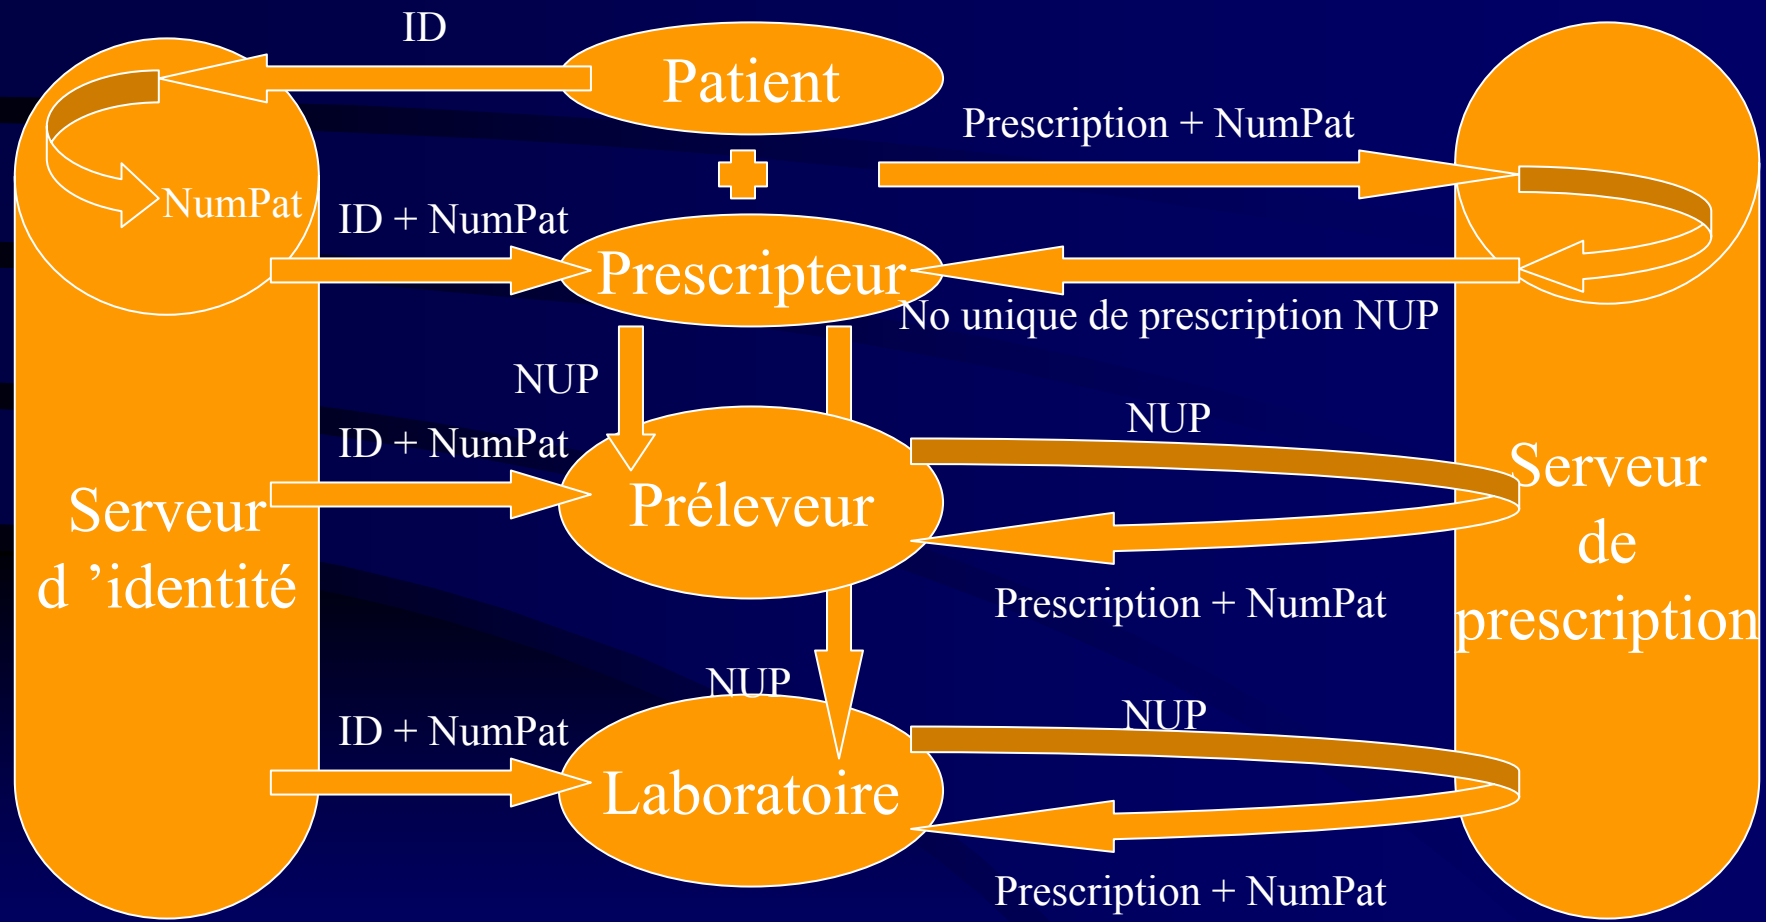 ID
Patient
Prescription + NumPat
NumPat
ID + NumPat
Prescripteur
No unique de prescription NUP
NUP
ID + NumPat
NUP
Préleveur
Serveur
d ’identité
Serveur
de
prescription
Prescription + NumPat
NUP
NUP
ID + NumPat
Laboratoire
Prescription + NumPat